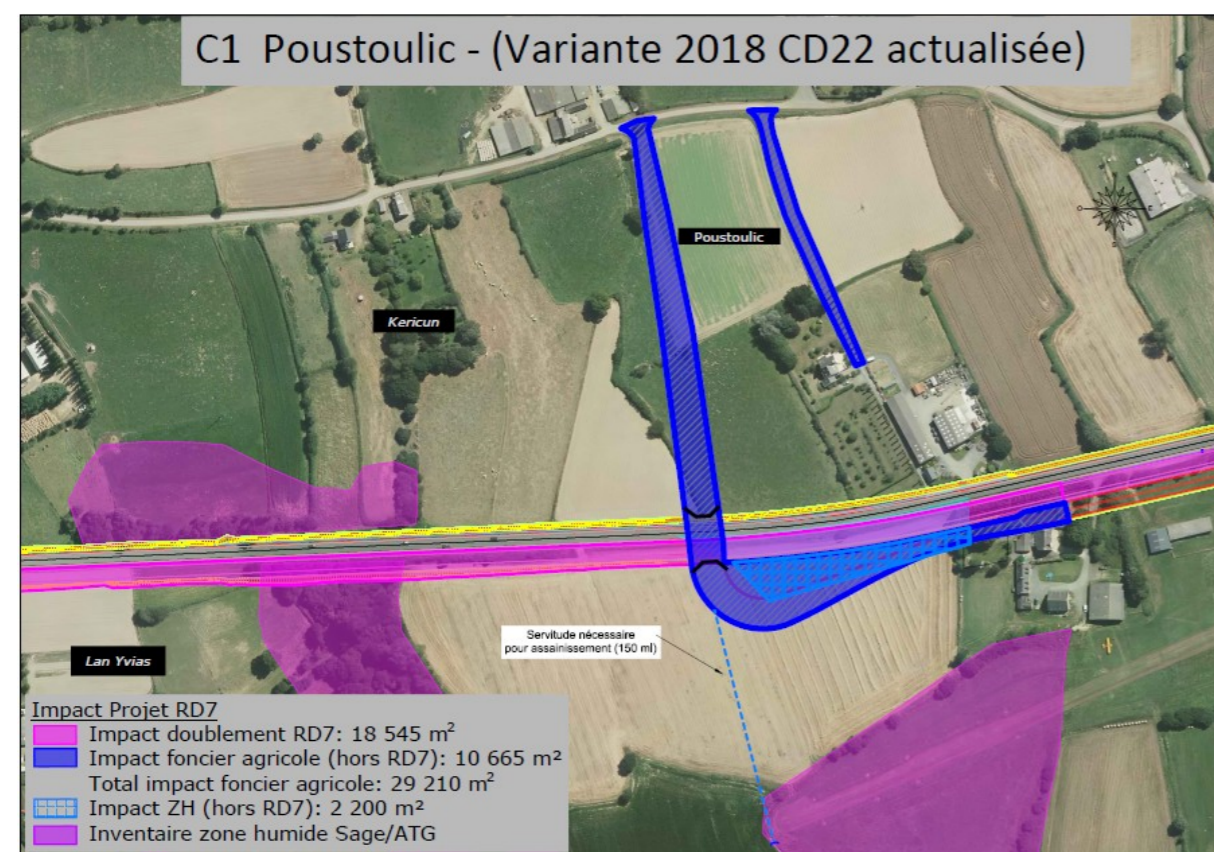 C1 Poustoulic - (Variante 2018 CD22 actualisée)
Poustoulic
Kericun
Servitude nécessaire
pour assainissement (150 ml)
Lan Yvias
Impact Projet RD7
Impact doublement RD7: 18 545 m²
Impact foncier agricole (hors RD7): 10 665 m²
Total impact foncier agricole: 29 210 m²
Impact ZH (hors RD7): 2 200 m²
Inventaire zone humide Sage/ATG